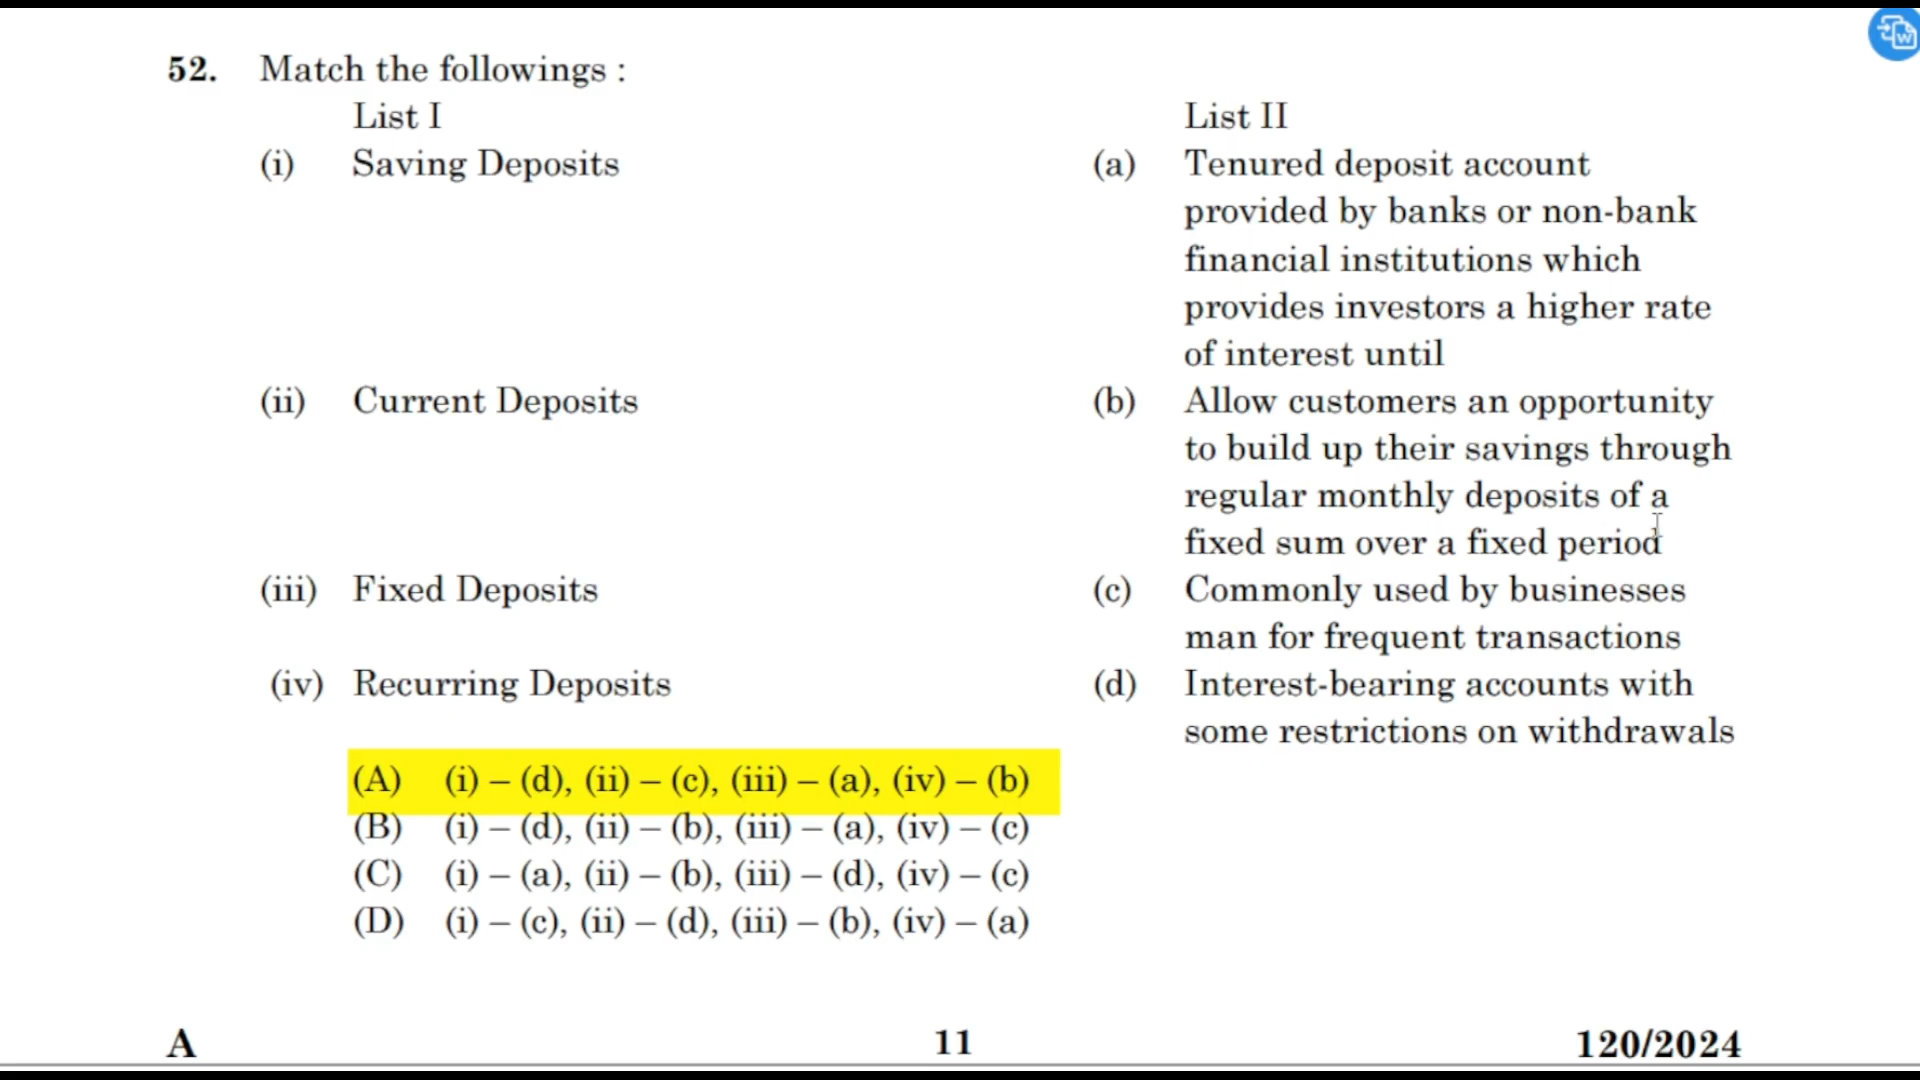 52. Match the followings :
List I List II
(i) Saving Deposits (a) Tenured deposit account
provided by banks or non-bank
financial institutions which
provides investors a higher rate
of interest until
(ii) Current Deposits (b) Allow customers an opportunity
to build up their savings through
regular monthly deposits of a
fixed sum over a fixed period
(iii) Fixed Deposits (c) Commonly used by businesses
man for frequent transactions
(iv) Recurring Deposits (d) Interest-bearing accounts with
some restrictions on withdrawals
(A) (i) – (d), (ii) – (c), (iii) – (a), (iv) – (b)
(B) (i) – (d), (ii) – (b), (iii) – (a), (iv) – (c)
(C) (i) – (a), (ii) – (b), (iii) – (d), (iv) – (c)
(D) (i) – (c), (ii) – (d), (iii) – (b), (iv) – (a)
A 11 120/2024